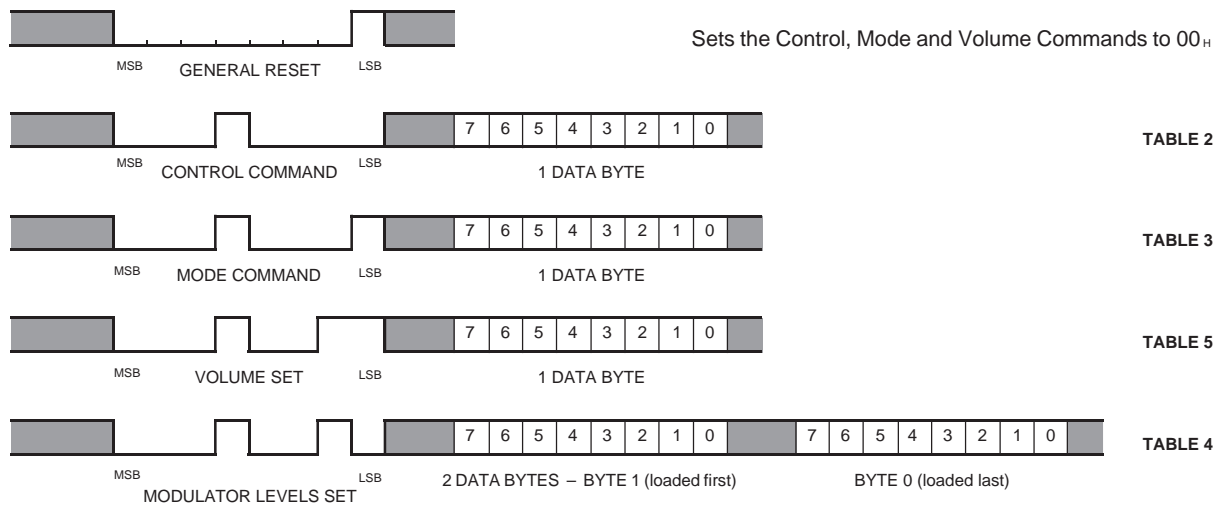 Sets the Control, Mode and Volume Commands to 00H
MSB GENERAL RESET LSB
7 6 5 4 3 2 1 0
TABLE 2
MSB CONTROL COMMAND LSB 1 DATA BYTE
7 6 5 4 3 2 1 0
TABLE 3
MSB MODE COMMAND LSB 1 DATA BYTE
7 6 5 4 3 2 1 0
TABLE 5
MSB VOLUME SET LSB 1 DATA BYTE
7 6 5 4 3 2 1 0 7 6 5 4 3 2 1 0
TABLE 4
MSB MODULATOR LEVELS SET LSB 2 DATA BYTES – BYTE 1 (loaded first) BYTE 0 (loaded last)